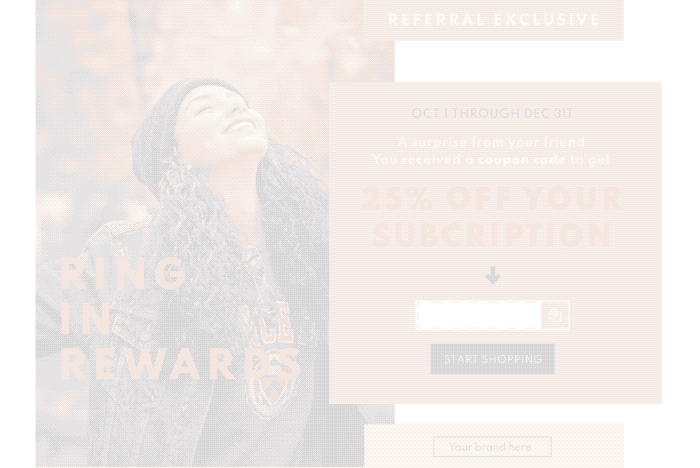 REFERRAL EXCLUSIVE
OCT 1 THROUGH DEC 31T
A surprise from your friend
You received a coupon code to get
25% OFF YOUR
SUBCRIPTION
RING
IN
REWARDS
START SHOPPING
Your brand here